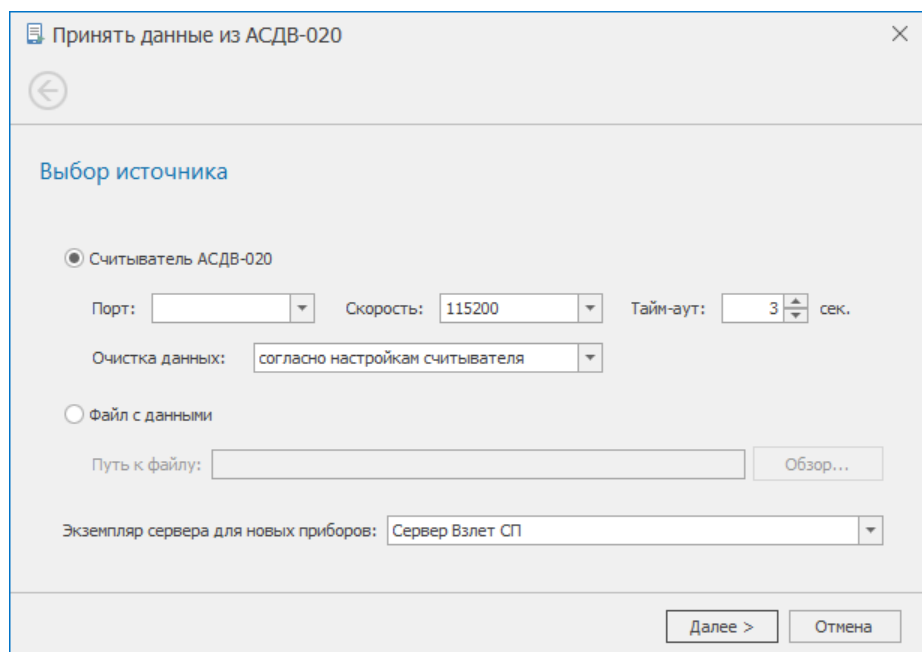 Принять данные из АСДВ-020
Выбор источника
Считыватель АСДВ-020
Порт: Скорость: 115200 Тайм-аут: 3 сек.
Очистка данных: согласно настройкам считывателя
Файл с данными
Путь к файлу: Обзор...
Экземпляр сервера для новых приборов: Сервер Взлет СП
Далее > Отмена